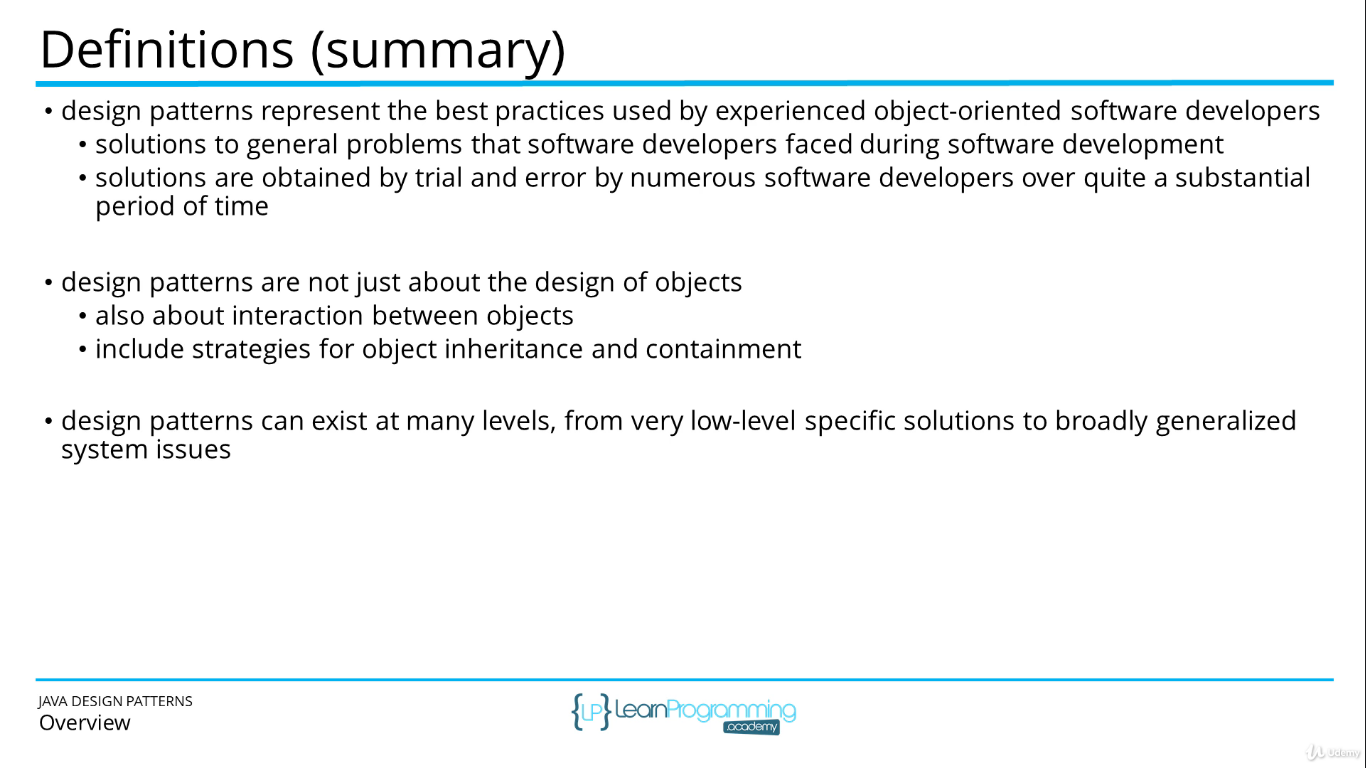 Definitions (summary)
• design patterns represent the best practices used by experienced object-oriented software developers
• solutions to general problems that software developers faced during software development
• solutions are obtained by trial and error by numerous software developers over quite a substantial
period of time
• design patterns are not just about the design of objects
• also about interaction between objects
• include strategies for object inheritance and containment
• design patterns can exist at many levels, from very low-level specific solutions to broadly generalized
system issues
JAVA DESIGN PATTERNS
Overview
{LP} LearnProgramming
.academy
Udemy